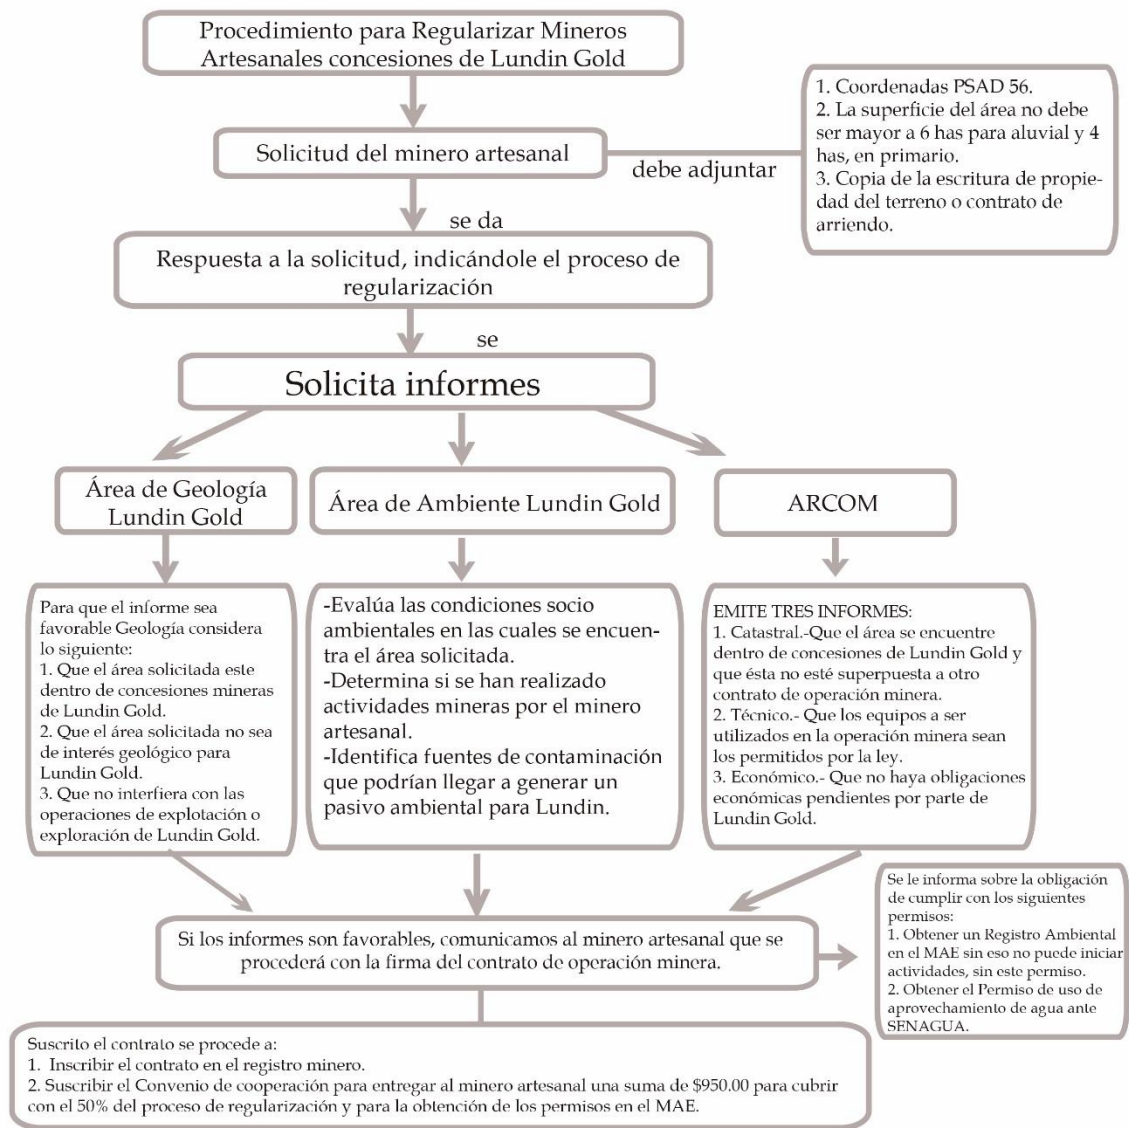 Procedimiento para Regularizar Mineros
Artesanales concesiones de Lundin Gold
Solicitud del minero artesanal
debe adjuntar
1. Coordenadas PSAD 56.
2. La superficie del área no debe
ser mayor a 6 has para aluvial y 4
has, en primario.
3. Copia de la escritura de propie-
dad del terreno o contrato de
arriendo.
se da
Respuesta a la solicitud, indicándole el proceso de
regularización
se
Solicita informes
Área de Geología
Lundin Gold
Área de Ambiente Lundin Gold
ARCOM
Para que el informe sea
favorable Geología considera
lo siguiente:
1. Que el área solicitada este
dentro de concesiones mineras
de Lundin Gold.
2. Que el área solicitada no sea
de interés geológico para
Lundin Gold.
3. Que no interfiera con las
operaciones de explotación o
exploración de Lundin Gold.
-Evalúa las condiciones socio
ambientales en las cuales se encuen-
tra el área solicitada.
-Determina si se han realizado
actividades mineras por el minero
artesanal.
-Identifica fuentes de contaminación
que podrían llegar a generar un
pasivo ambiental para Lundin.
EMITE TRES INFORMES:
1. Catastral.-Que el área se encuentre
dentro de concesiones de Lundin Gold y
que ésta no esté superpuesta a otro
contrato de operación minera.
2. Técnico.- Que los equipos a ser
utilizados en la operación minera sean
los permitidos por la ley.
3. Económico.- Que no haya obligaciones
económicas pendientes por parte de
Lundin Gold.
Si los informes son favorables, comunicamos al minero artesanal que se
procederá con la firma del contrato de operación minera.
Se le informa sobre la obligación
de cumplir con los siguientes
permisos:
1. Obtener un Registro Ambiental
en el MAE sin eso no puede iniciar
actividades, sin este permiso.
2. Obtener el Permiso de uso de
aprovechamiento de agua ante
SENAGUA.
Suscrito el contrato se procede a:
1. Inscribir el contrato en el registro minero.
2. Suscribir el Convenio de cooperación para entregar al minero artesanal una suma de $950.00 para cubrir
con el 50% del proceso de regularización y para la obtención de los permisos en el MAE.